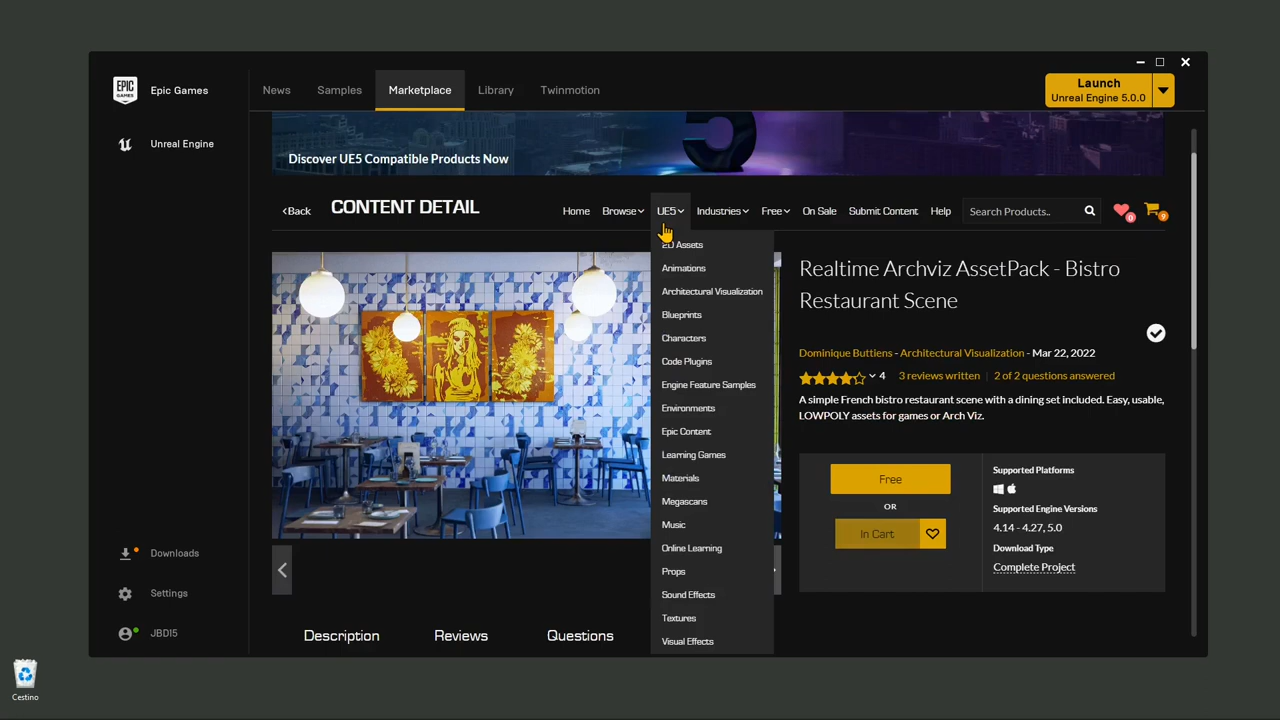 EPIC GAMES
Epic Games
News
Samples
Marketplace
Library
Twinmotion
Launch
Unreal Engine 5.0.0
Unreal Engine
Discover UE5 Compatible Products Now
Back
CONTENT DETAIL
Home
Browse
UE5
Industries
Free
On Sale
Submit Content
Help
Search Products..
0
9
2D Assets
Animations
Architectural Visualization
Blueprints
Characters
Code Plugins
Engine Feature Samples
Environments
Epic Content
Learning Games
Materials
Megascans
Music
Online Learning
Props
Sound Effects
Textures
Visual Effects
Realtime Archviz AssetPack - Bistro
Restaurant Scene
Dominique Buttiens - Architectural Visualization - Mar 22, 2022
4 3 reviews written | 2 of 2 questions answered
A simple French bistro restaurant scene with a dining set included. Easy, usable,
LOWPOLY assets for games or Arch Viz.
Free
OR
In Cart
Supported Platforms
Supported Engine Versions
4.14 - 4.27, 5.0
Download Type
Complete Project
Description
Reviews
Questions
Downloads
Settings
JBD15
Cestino